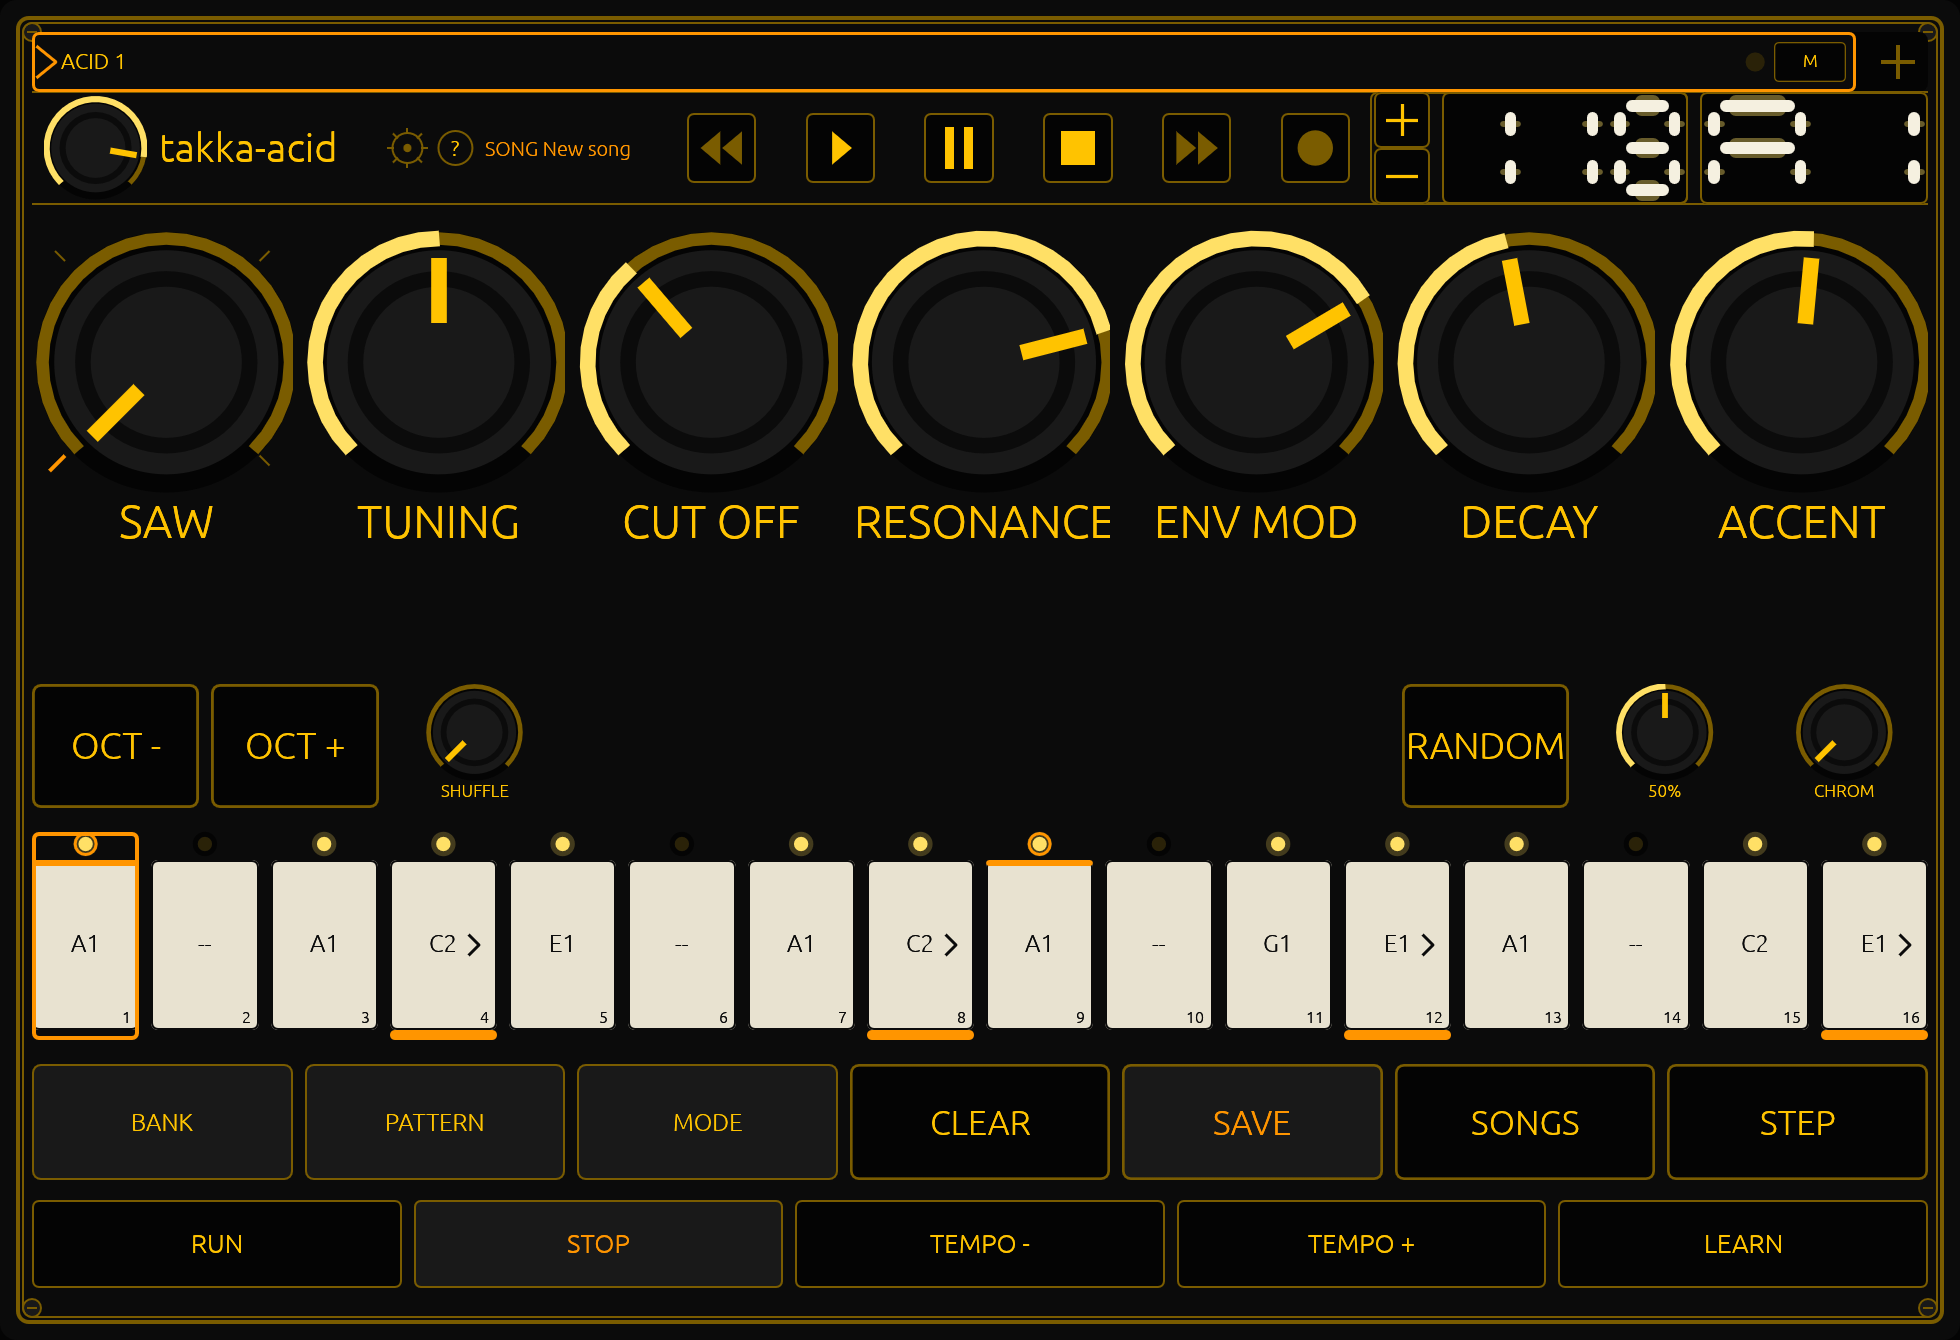 ACID 1
M
takka-acid
?
SONG New song
SAW
TUNING
CUT OFF
RESONANCE
ENV MOD
DECAY
ACCENT
OCT -
OCT +
SHUFFLE
RANDOM
50%
CHROM
A1 -- A1 C2 > E1 -- A1 C2 > A1 -- G1 E1 > A1 -- C2 E1 >
1 2 3 4 5 6 7 8 9 10 11 12 13 14 15 16
BANK
PATTERN
MODE
CLEAR
SAVE
SONGS
STEP
RUN
STOP
TEMPO -
TEMPO +
LEARN